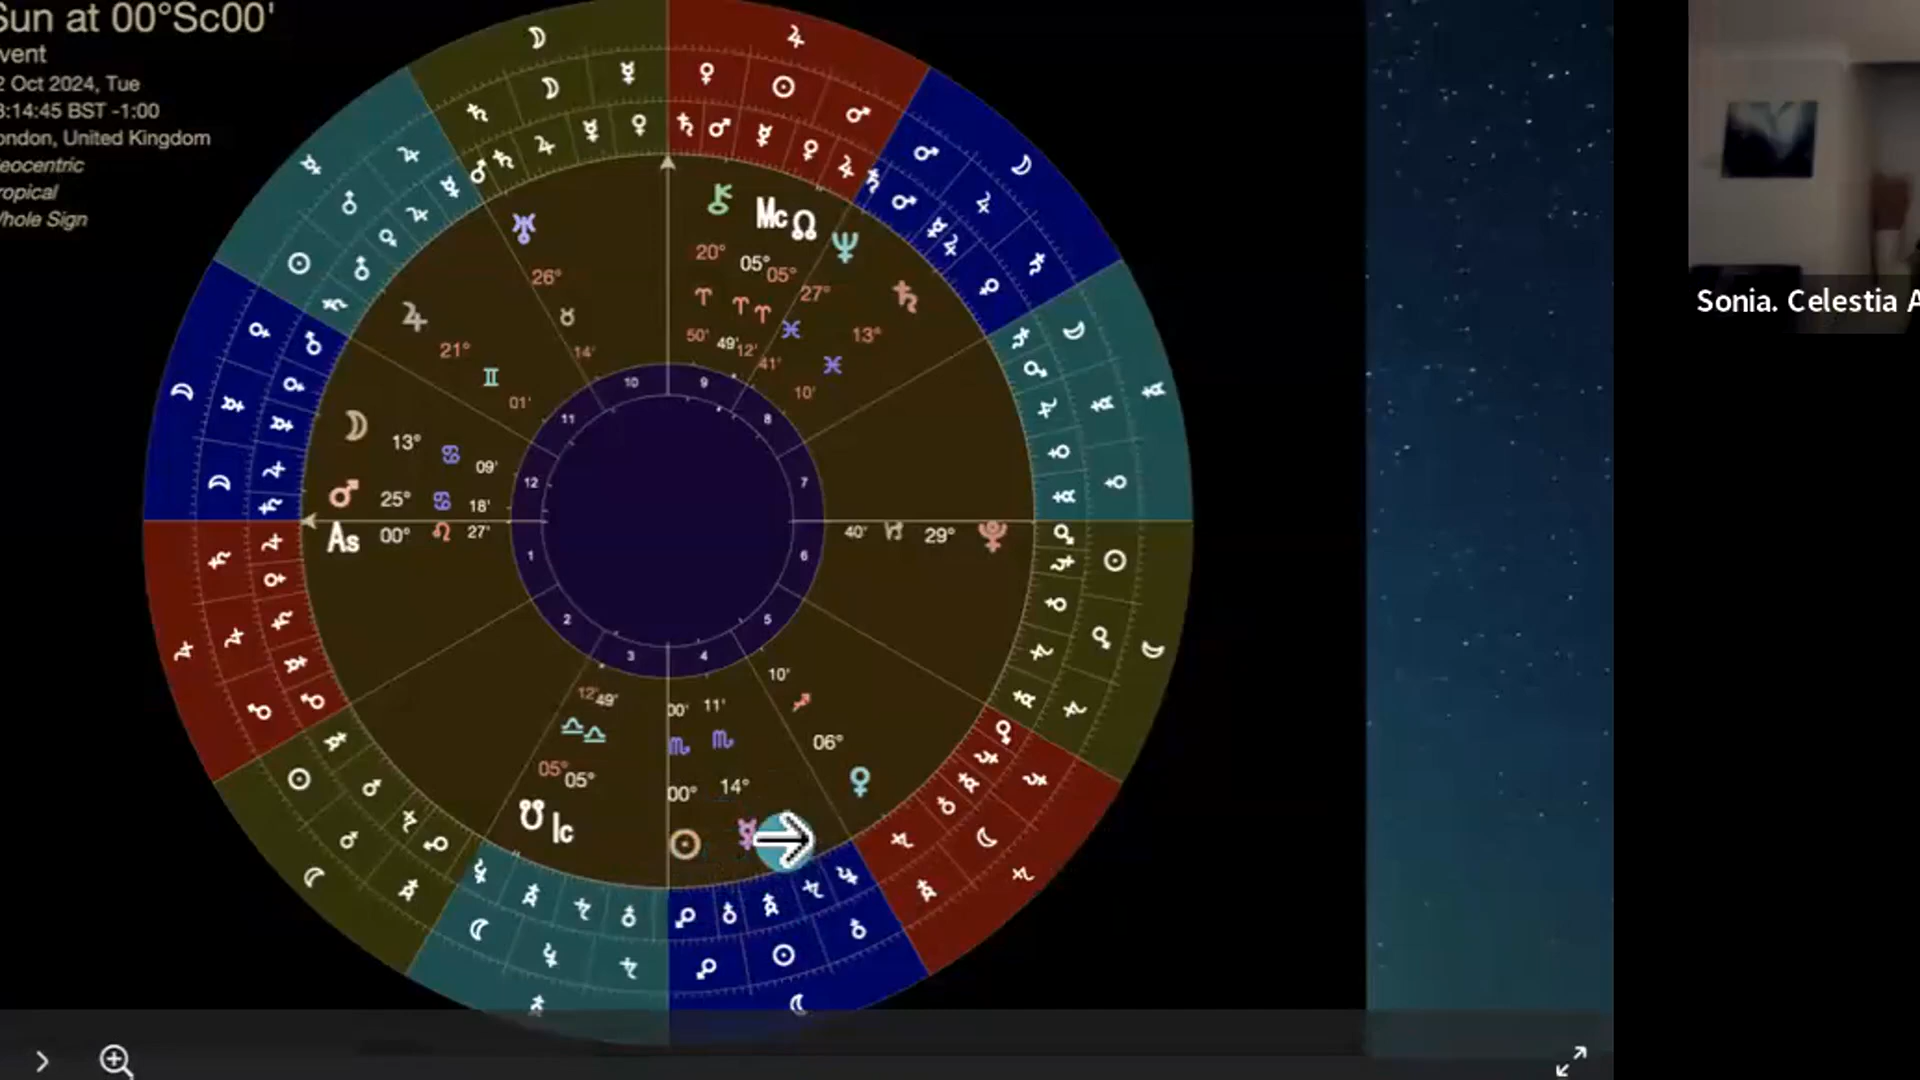 Sun at 00°Sc00'
vent
2 Oct 2024, Tue
3:14:45 BST -1:00
ondon, United Kingdom
eocentric
ropical
Whole Sign
Sonia. Celestia A
Mc
20° 05° 05°
27°
50' 49' 12'
41'
13°
10'
26°
14'
21°
01'
13° 09'
25° 18'
As 00° 27'
40' 29°
10 9
11 8
12 7
1 6
2 5
3 4
12' 49'
05° 05°
Ic
00' 11'
00° 14°
10'
06°